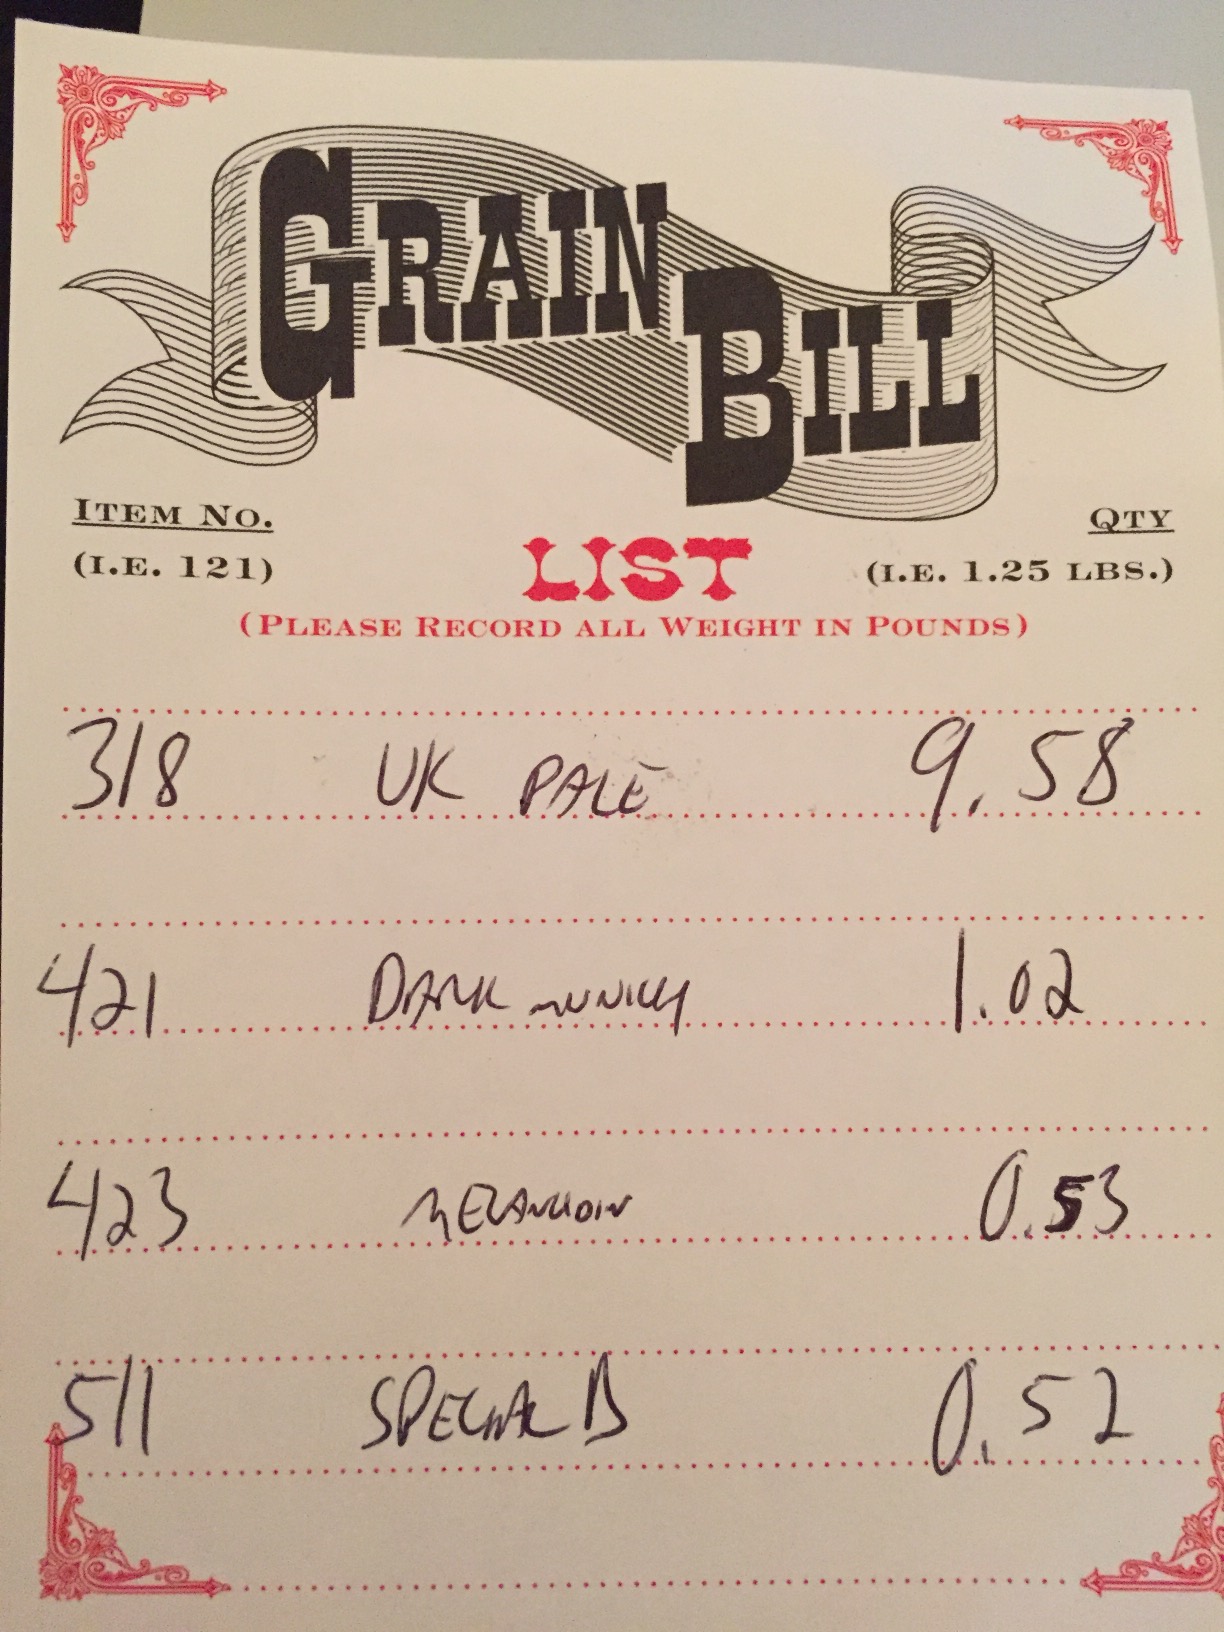 GRAIN BILL
ITEM NO. QTY
(I.E. 121) LIST (I.E. 1.25 LBS.)
(PLEASE RECORD ALL WEIGHT IN POUNDS)
318 UK PALE 9.58
421 DARK MUNICH 1.02
423 MELANOIDIN 0.53
511 SPECIAL B 0.52